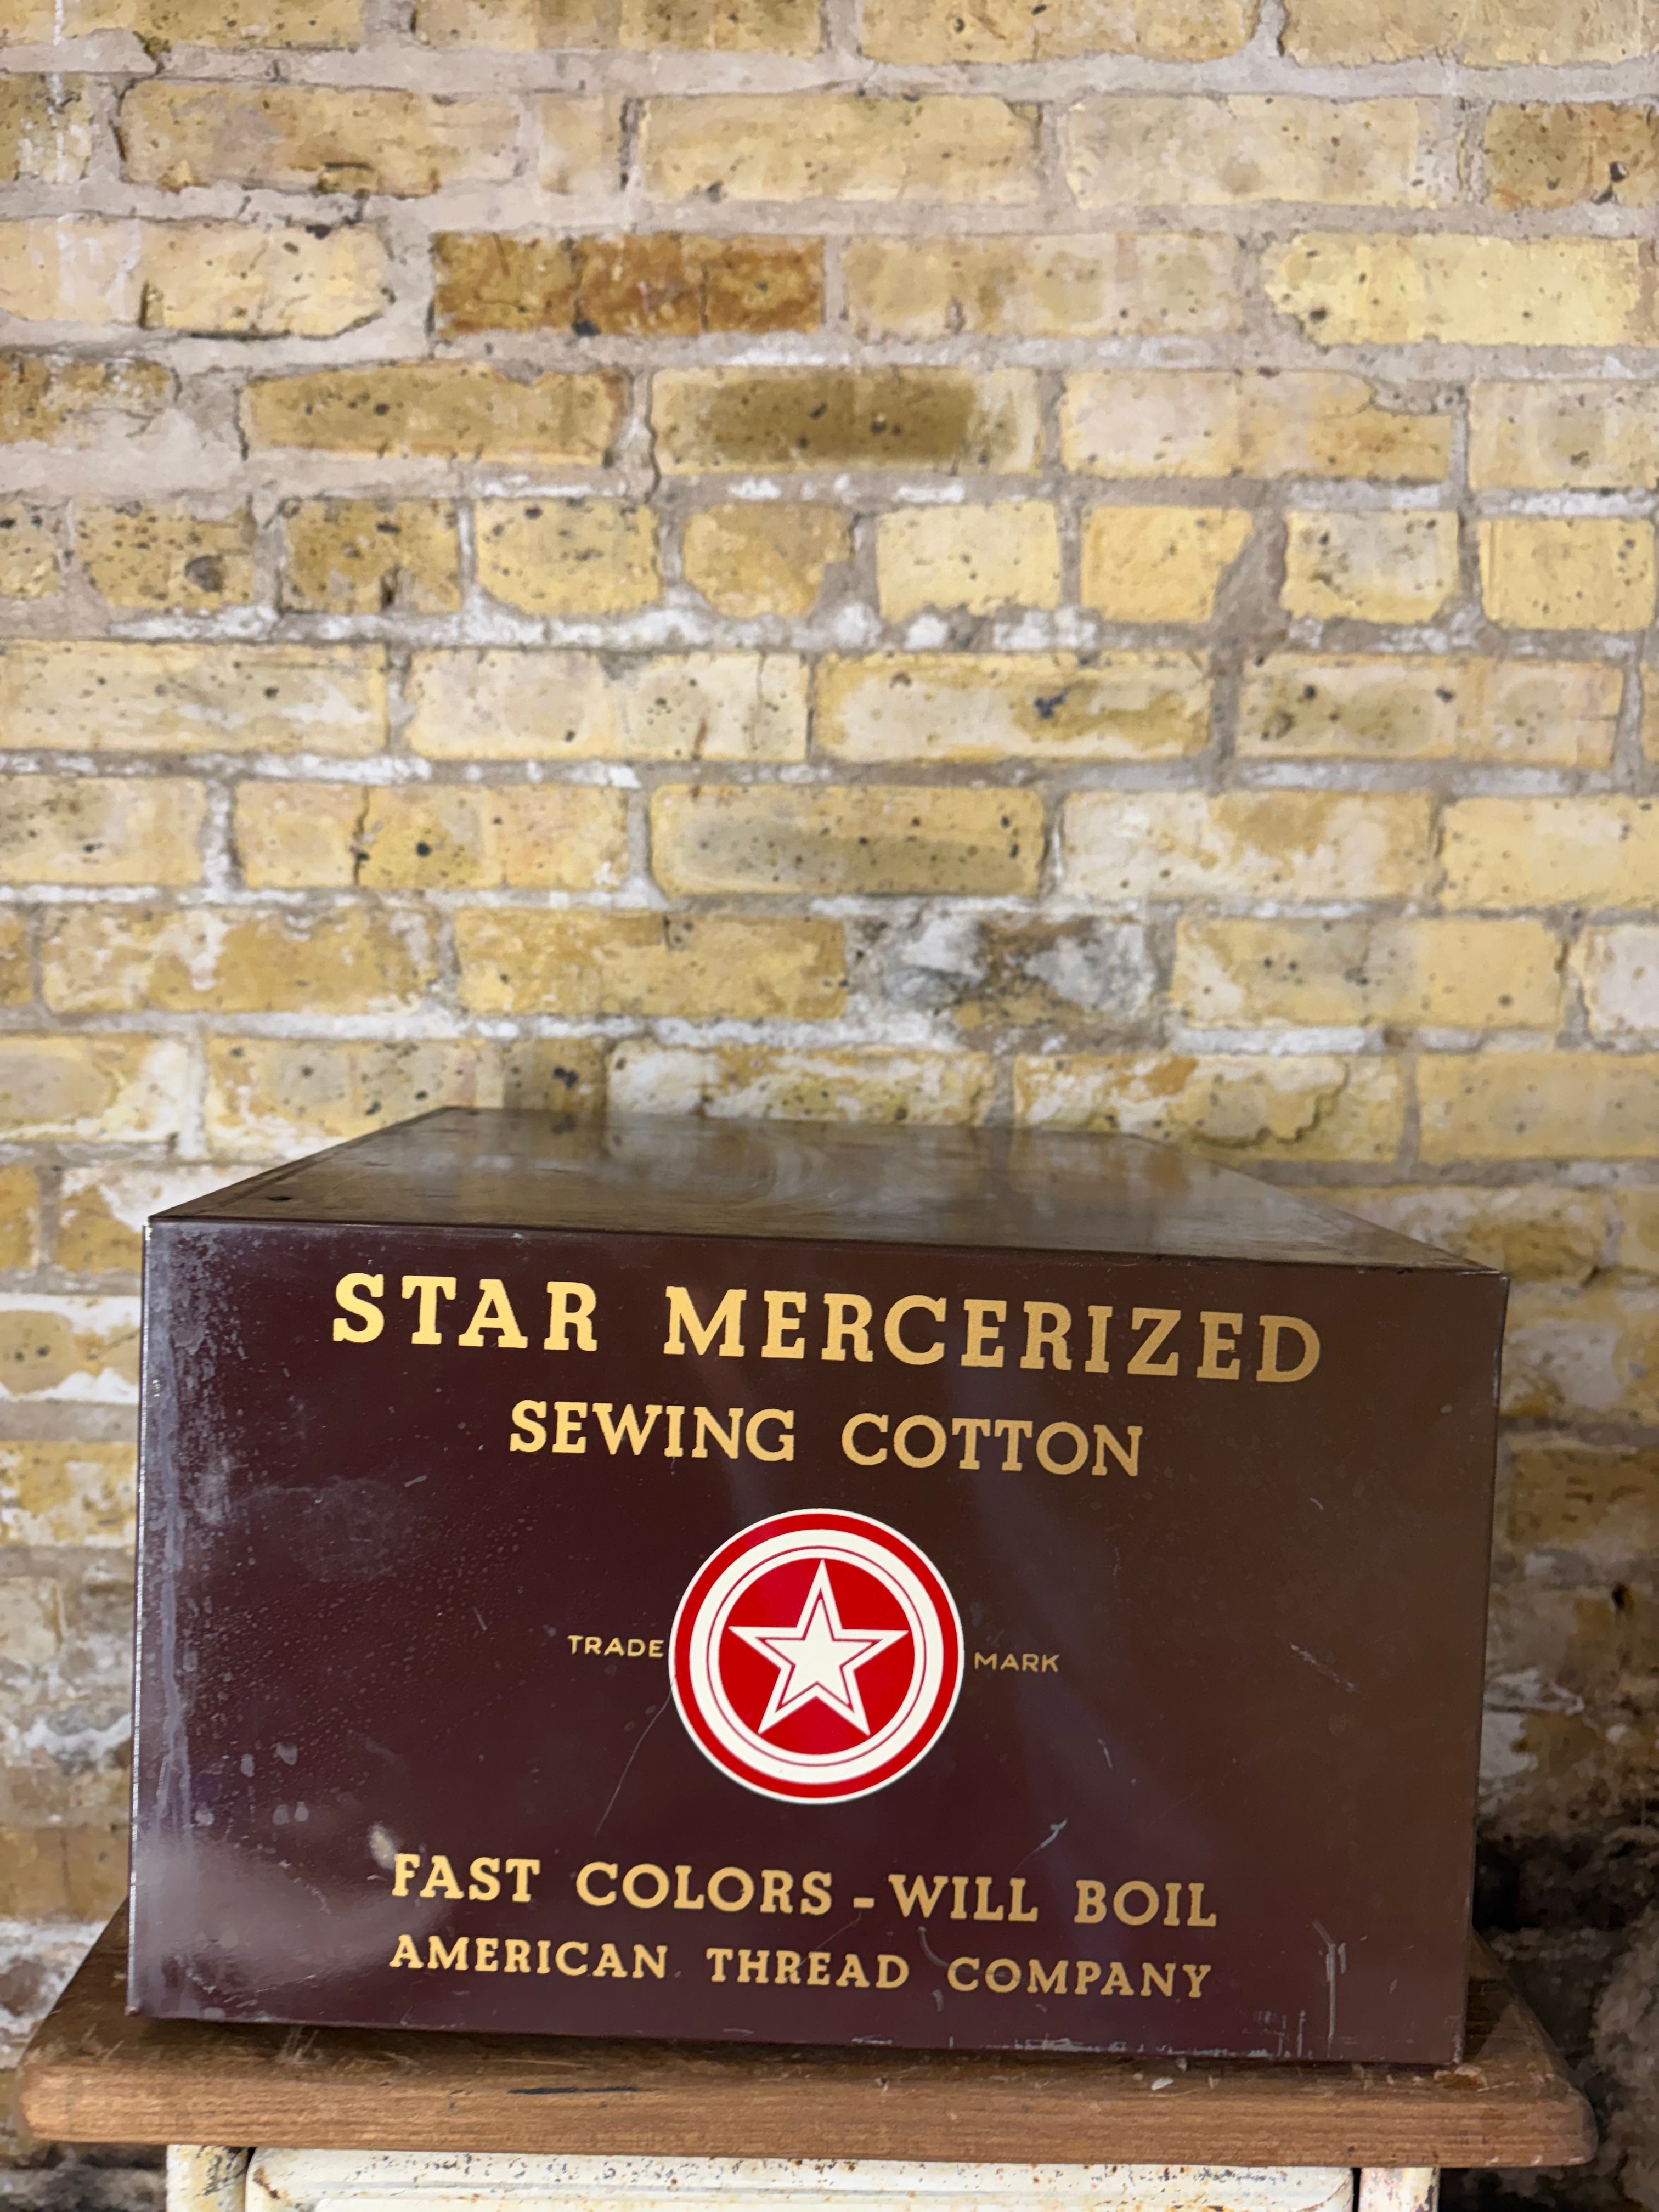 STAR MERCERIZED
SEWING COTTON
TRADE MARK
FAST COLORS - WILL BOIL
AMERICAN THREAD COMPANY